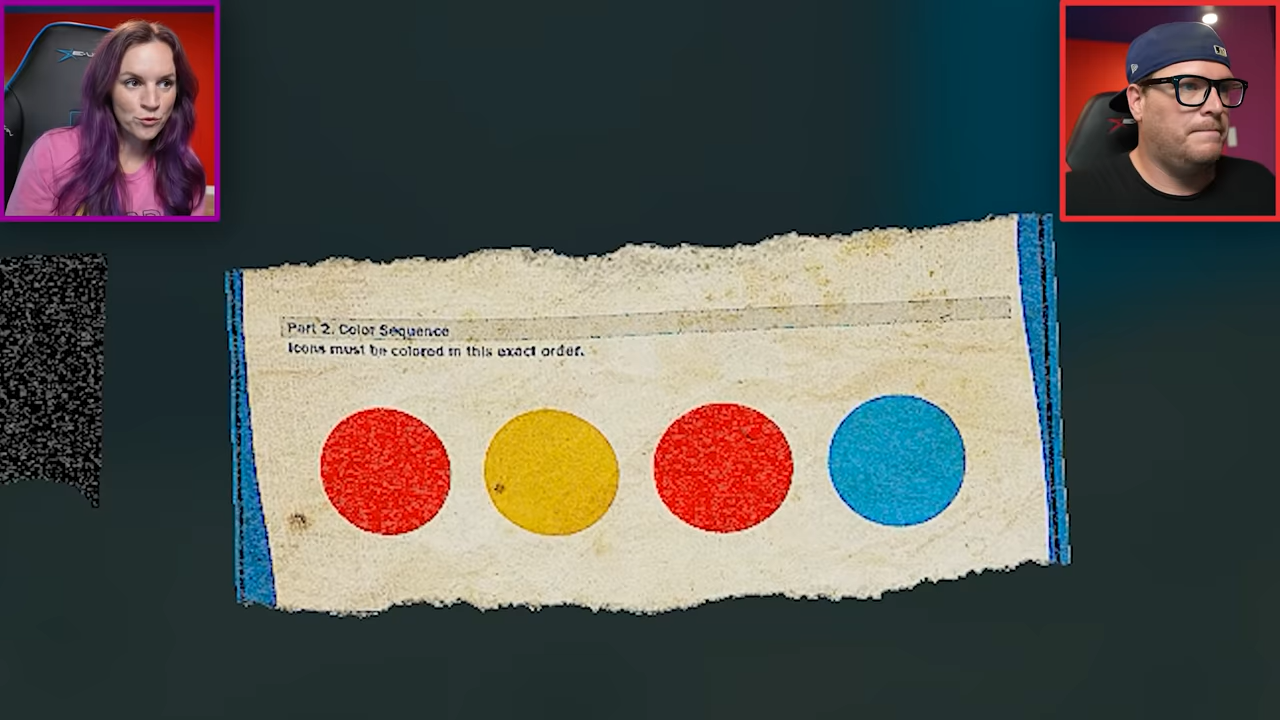 Part 2. Color Sequence
Icons must be colored in this exact order.